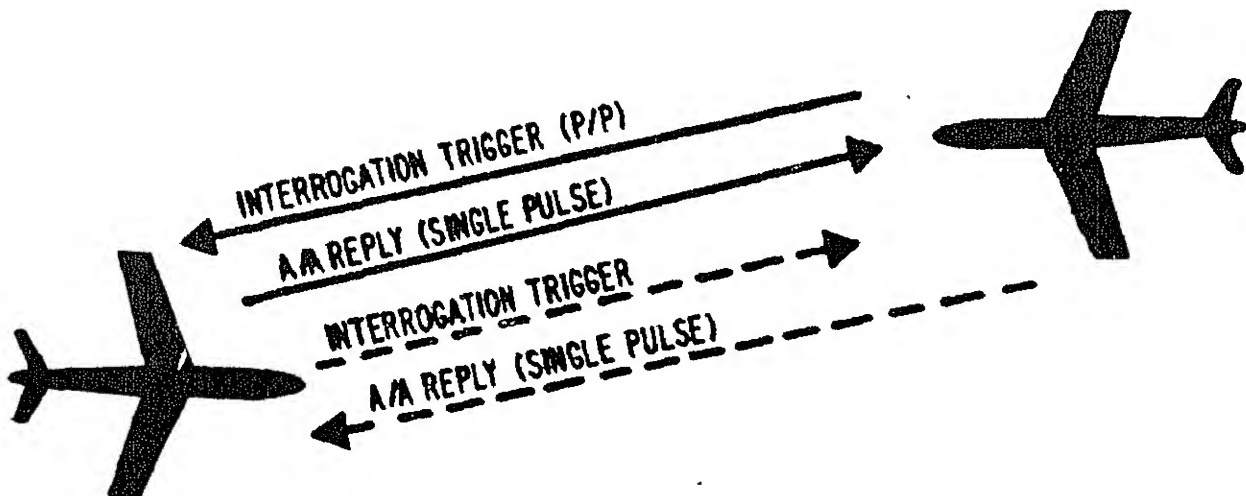 INTERROGATION TRIGGER (P/P)
A/A REPLY (SINGLE PULSE)
INTERROGATION TRIGGER
A/A REPLY (SINGLE PULSE)